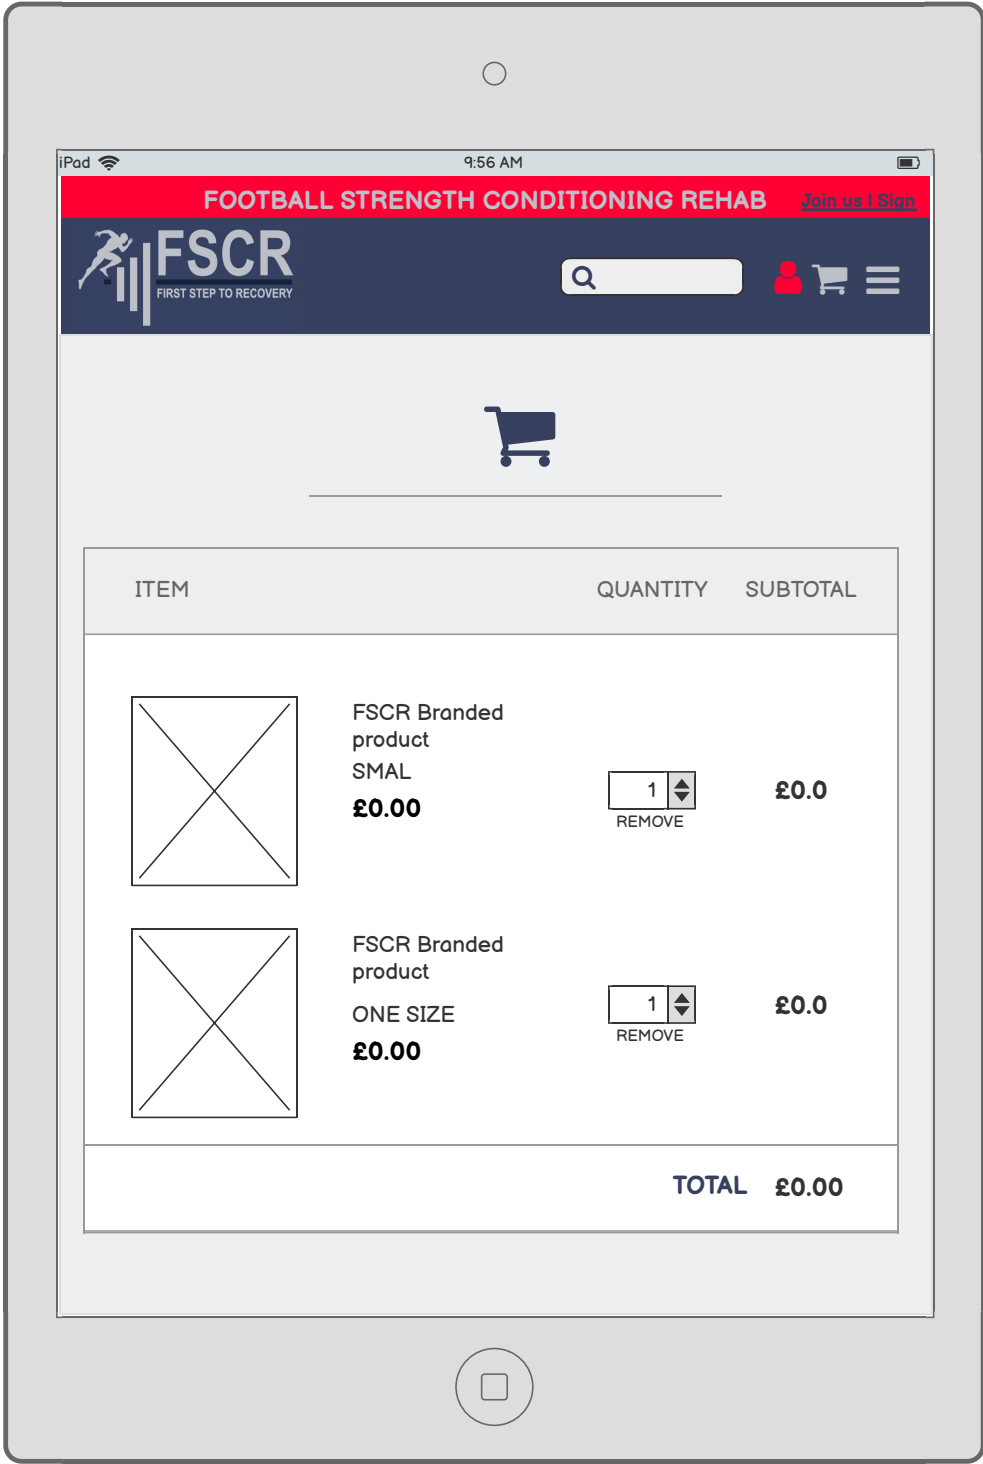 iPad 9:56 AM
FOOTBALL STRENGTH CONDITIONING REHAB Join us | Sign
FSCR
FIRST STEP TO RECOVERY
ITEM QUANTITY SUBTOTAL
FSCR Branded
product
SMAL
£0.00
1
REMOVE
£0.0
FSCR Branded
product
ONE SIZE
£0.00
1
REMOVE
£0.0
TOTAL £0.00